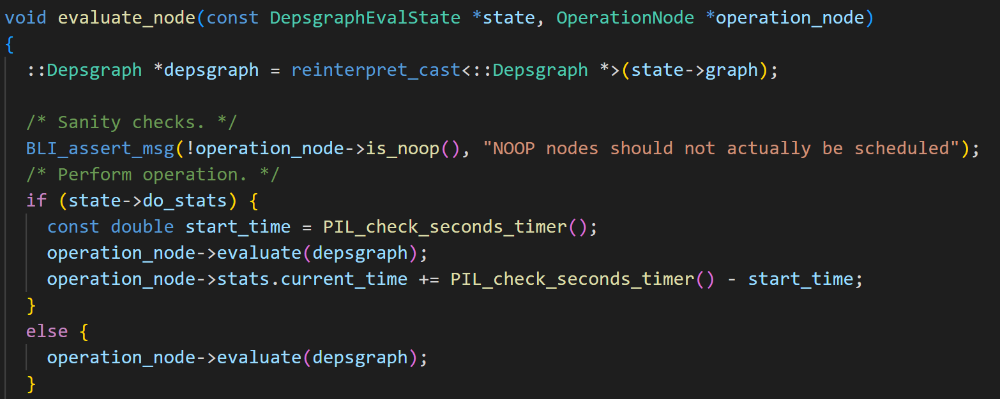 void evaluate_node(const DepsgraphEvalState *state, OperationNode *operation_node)
{
  ::Depsgraph *depsgraph = reinterpret_cast<::Depsgraph *>(state->graph);

  /* Sanity checks. */
  BLI_assert_msg(!operation_node->is_noop(), "NOOP nodes should not actually be scheduled");
  /* Perform operation. */
  if (state->do_stats) {
    const double start_time = PIL_check_seconds_timer();
    operation_node->evaluate(depsgraph);
    operation_node->stats.current_time += PIL_check_seconds_timer() - start_time;
  }
  else {
    operation_node->evaluate(depsgraph);
  }